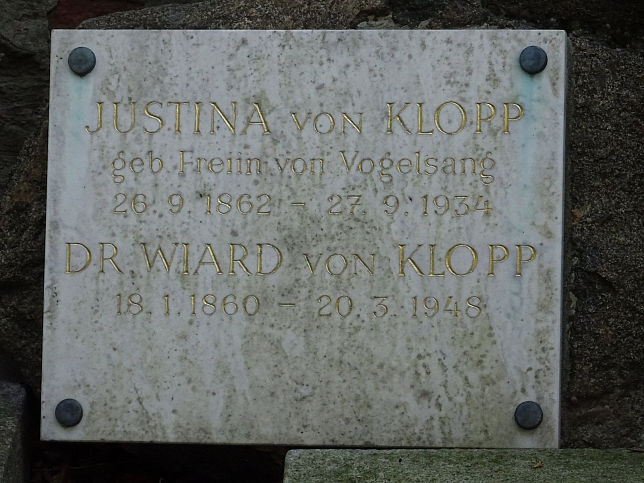 JUSTINA von KLOPP
geb. Freiin von Vogelsang
26. 9. 1862 – 27. 9. 1934
DR WIARD von KLOPP
18. 1. 1860 – 20. 3. 1948